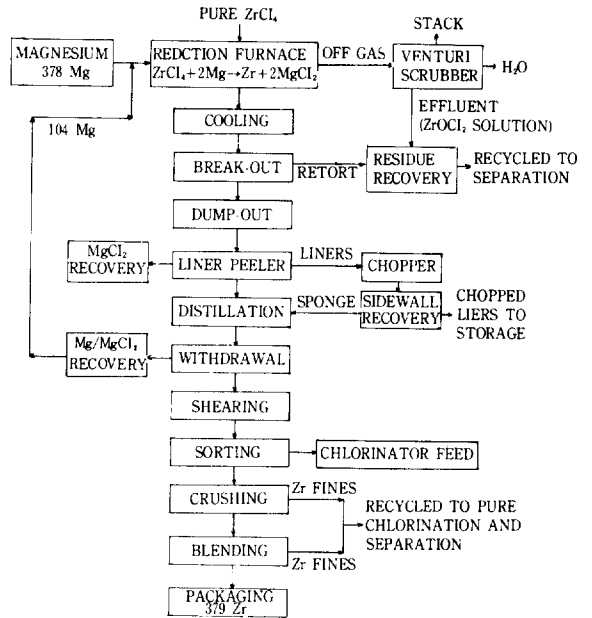 PURE ZrCl₄
STACK
MAGNESIUM
378 Mg
REDCTION FURNACE
ZrCl₄+2Mg→Zr+2MgCl₂
OFF GAS
VENTURI
SCRUBBER
H₂O
104 Mg
COOLING
EFFLUENT
(ZrOCl₂ SOLUTION)
BREAK-OUT
RETORT
RESIDUE
RECOVERY
RECYCLED TO
SEPARATION
DUMP-OUT
MgCl₂
RECOVERY
LINER PEELER
LINERS
CHOPPER
DISTILLATION
SPONGE
SIDEWALL
RECOVERY
CHOPPED
LIERS TO
STORAGE
Mg/MgCl₂
RECOVERY
WITHDRAWAL
SHEARING
SORTING
CHLORINATOR FEED
CRUSHING
Zr FINES
RECYCLED TO PURE
CHLORINATION AND
SEPARATION
BLENDING
Zr FINES
PACKAGING
379 Zr